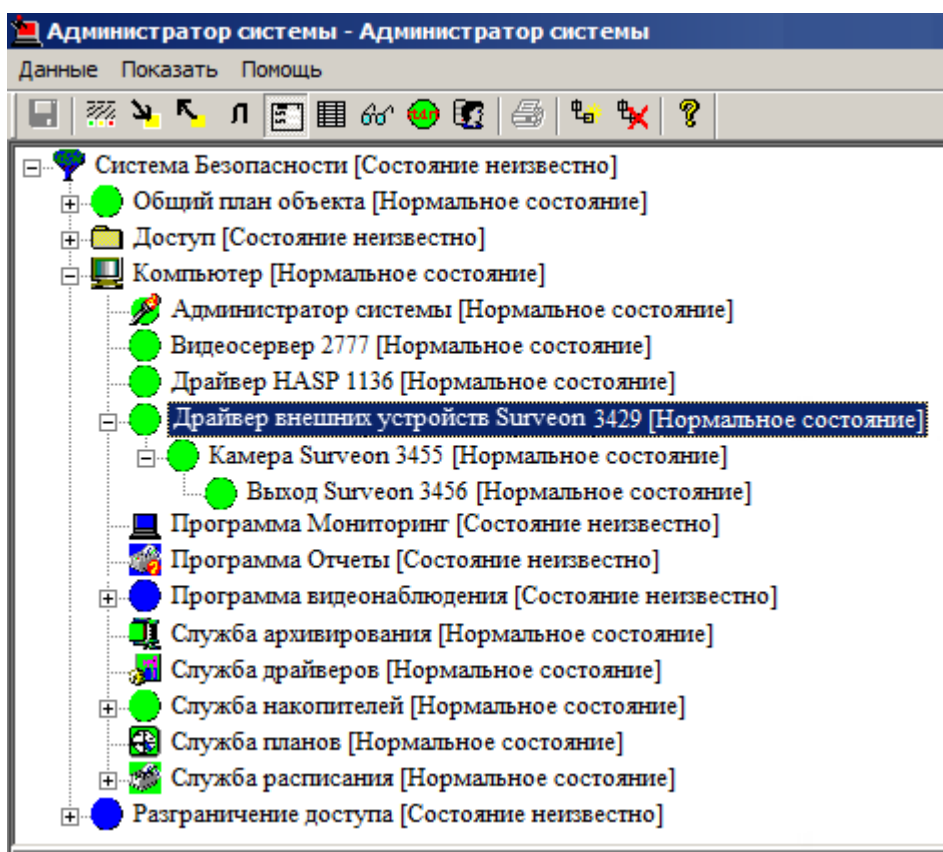 Администратор системы - Администратор системы
Данные Показать Помощь
Л
Система Безопасности [Состояние неизвестно]
Общий план объекта [Нормальное состояние]
Доступ [Состояние неизвестно]
Компьютер [Нормальное состояние]
Администратор системы [Нормальное состояние]
Видеосервер 2777 [Нормальное состояние]
Драйвер HASP 1136 [Нормальное состояние]
Драйвер внешних устройств Surveon 3429 [Нормальное состояние]
Камера Surveon 3455 [Нормальное состояние]
Выход Surveon 3456 [Нормальное состояние]
Программа Мониторинг [Состояние неизвестно]
Программа Отчеты [Состояние неизвестно]
Программа видеонаблюдения [Состояние неизвестно]
Служба архивирования [Нормальное состояние]
Служба драйверов [Нормальное состояние]
Служба накопителей [Нормальное состояние]
Служба планов [Нормальное состояние]
Служба расписания [Нормальное состояние]
Разграничение доступа [Состояние неизвестно]